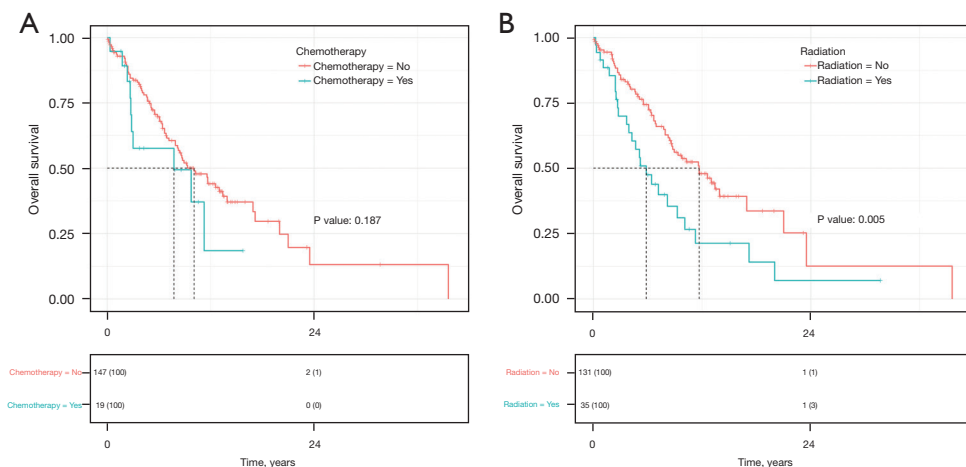 A
Overall survival
1.00
0.75
0.50
0.25
0.00
Chemotherapy
Chemotherapy = No
Chemotherapy = Yes
P value: 0.187
0
24
Chemotherapy = No
147 (100)
2 (1)
Chemotherapy = Yes
19 (100)
0 (0)
0
24
Time, years
B
Overall survival
1.00
0.75
0.50
0.25
0.00
Radiation
Radiation = No
Radiation = Yes
P value: 0.005
0
24
Radiation = No
131 (100)
1 (1)
Radiation = Yes
35 (100)
1 (3)
0
24
Time, years